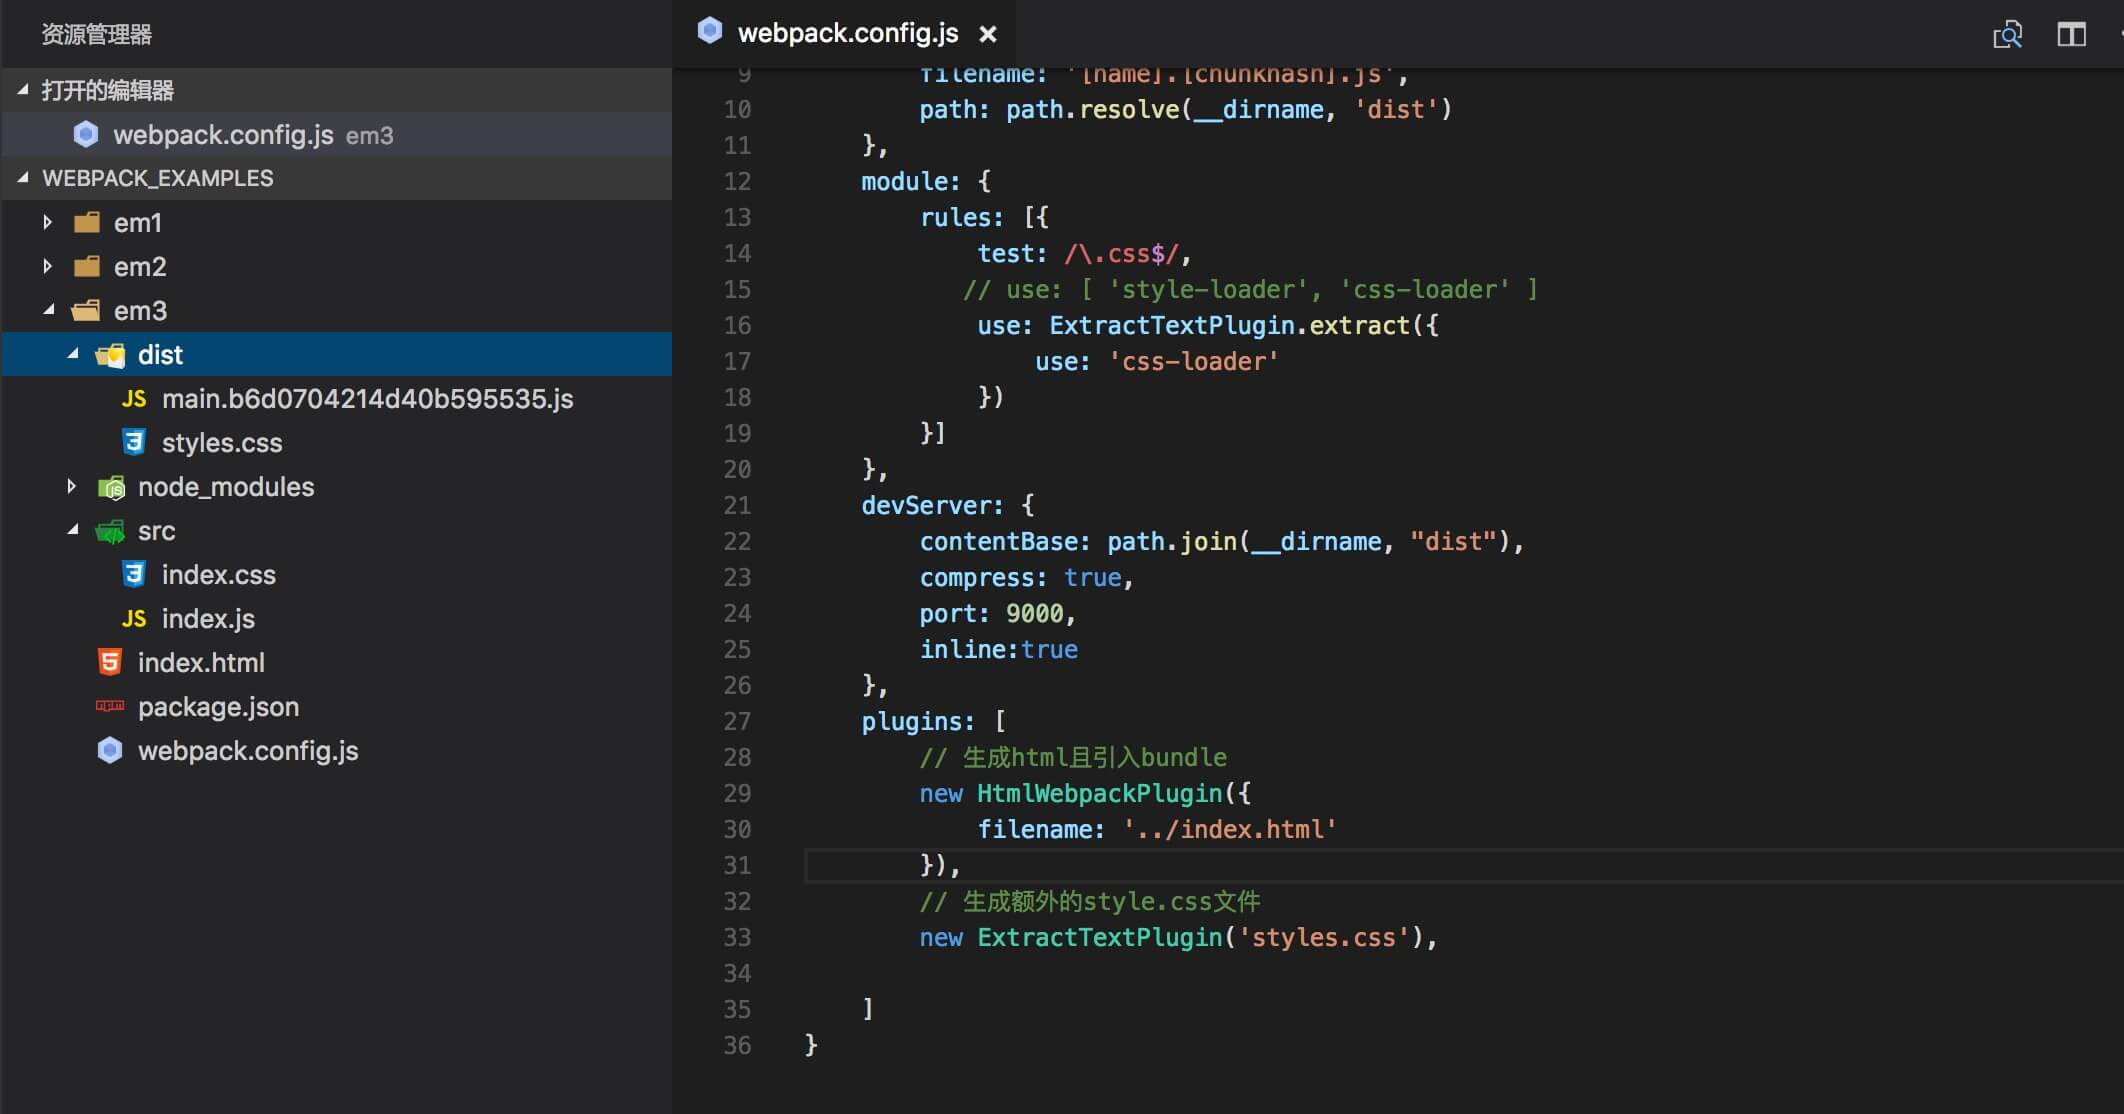 资源管理器
打开的编辑器
webpack.config.js em3
WEBPACK_EXAMPLES
em1
em2
em3
dist
JS main.b6d0704214d40b595535.js
styles.css
node_modules
src
index.css
JS index.js
index.html
package.json
webpack.config.js
webpack.config.js
9 filename: '[name].[chunkhash].js',
10 path: path.resolve(__dirname, 'dist')
11 },
12 module: {
13 rules: [{
14 test: /\.css$/,
15 // use: [ 'style-loader', 'css-loader' ]
16 use: ExtractTextPlugin.extract({
17 use: 'css-loader'
18 })
19 }]
20 },
21 devServer: {
22 contentBase: path.join(__dirname, "dist"),
23 compress: true,
24 port: 9000,
25 inline:true
26 },
27 plugins: [
28 // 生成html且引入bundle
29 new HtmlWebpackPlugin({
30 filename: '../index.html'
31 }),
32 // 生成额外的style.css文件
33 new ExtractTextPlugin('styles.css'),
34
35 ]
36 }